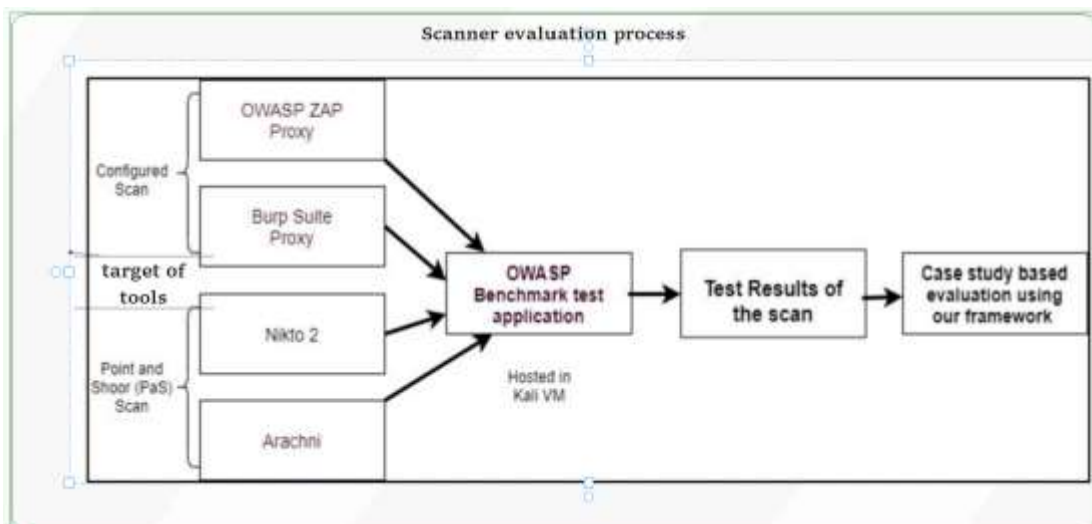 Scanner evaluation process
OWASP ZAP
Proxy
Configured
Scan
Burp Suite
Proxy
target of
tools
Nikto 2
Point and
Shoor (PaS)
Scan
Arachni
OWASP
Benchmark test
application
Hosted in
Kali VM
Test Results of
the scan
Case study based
evaluation using
our framework